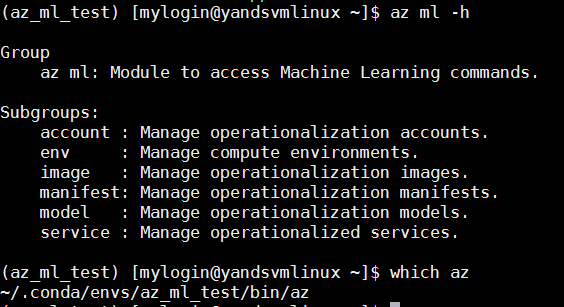 (az_ml_test) [mylogin@yandsvmlinux ~]$ az ml -h
Group
az ml: Module to access Machine Learning commands.
Subgroups:
account : Manage operationalization accounts.
env : Manage compute environments.
image : Manage operationalization images.
manifest: Manage operationalization manifests.
model : Manage operationalization models.
service : Manage operationalized services.
(az_ml_test) [mylogin@yandsvmlinux ~]$ which az
~/.conda/envs/az_ml_test/bin/az